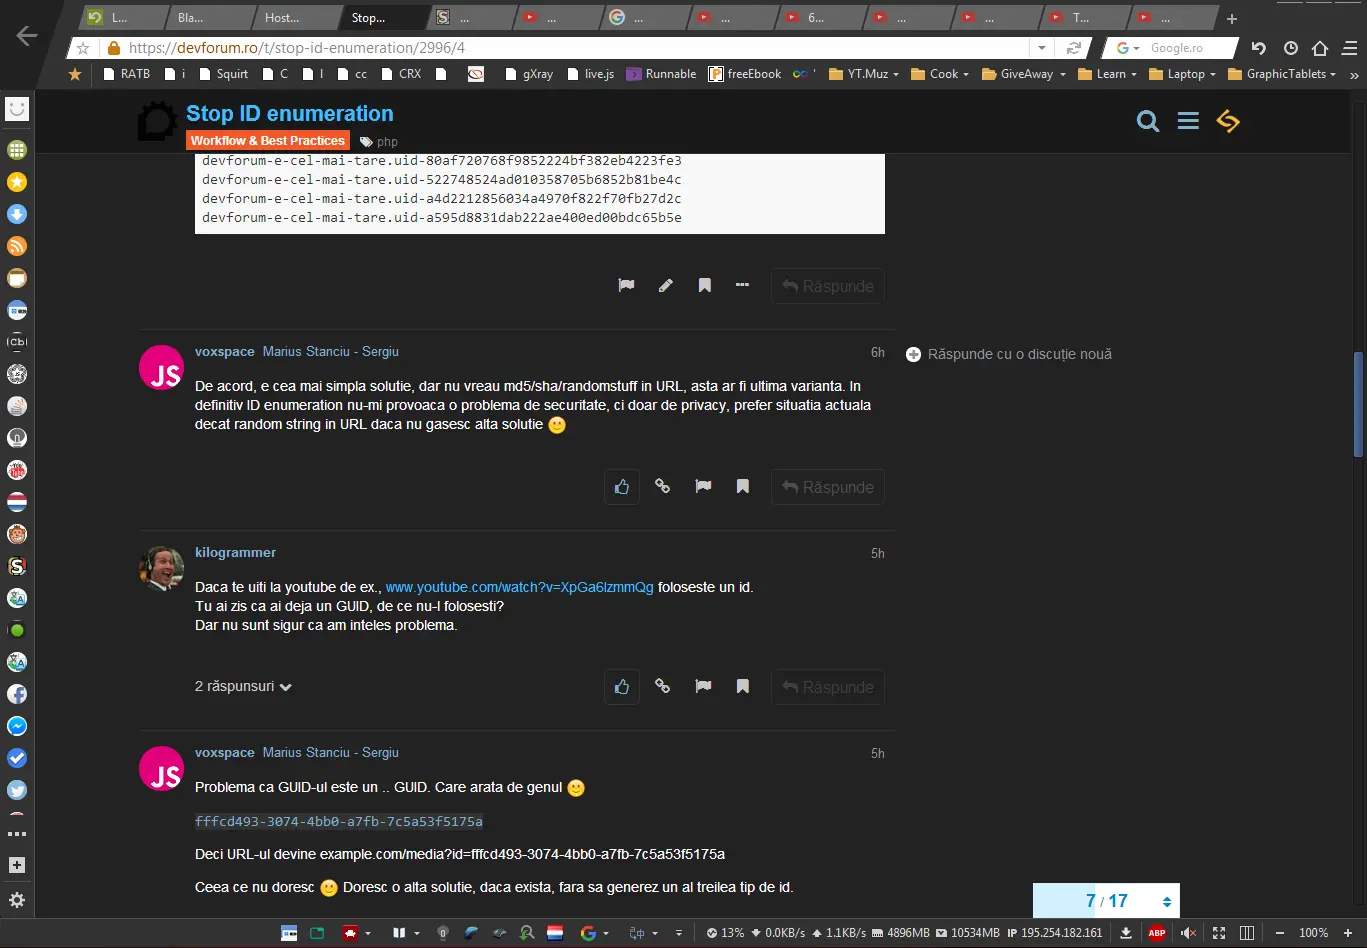 L...
Bla...
Host...
Stop...
...
...
...
...
6...
...
...
T...
...
https://devforum.ro/t/stop-id-enumeration/2996/4
Google.ro
RATB
i
Squirt
C
I
cc
CRX
gXray
live.js
Runnable
freeEbook
'
YT.Muz
Cook
GiveAway
Learn
Laptop
GraphicTablets
»
Stop ID enumeration
Workflow & Best Practices
php
devforum-e-cel-mai-tare.uid-80af720768f9852224bf382eb4223fe3
devforum-e-cel-mai-tare.uid-522748524ad010358705b6852b81be4c
devforum-e-cel-mai-tare.uid-a4d2212856034a4970f822f70fb27d2c
devforum-e-cel-mai-tare.uid-a595d8831dab222ae400ed00bdc65b5e
Răspunde
JS
voxspace Marius Stanciu - Sergiu
6h
Răspunde cu o discuție nouă
De acord, e cea mai simpla solutie, dar nu vreau md5/sha/randomstuff in URL, asta ar fi ultima varianta. In
definitiv ID enumeration nu-mi provoaca o problema de securitate, ci doar de privacy, prefer situatia actuala
decat random string in URL daca nu gasesc alta solutie
Răspunde
kilogrammer
5h
Daca te uiti la youtube de ex., www.youtube.com/watch?v=XpGa6lzmmQg foloseste un id.
Tu ai zis ca ai deja un GUID, de ce nu-l folosesti?
Dar nu sunt sigur ca am inteles problema.
2 răspunsuri
Răspunde
JS
voxspace Marius Stanciu - Sergiu
5h
Problema ca GUID-ul este un .. GUID. Care arata de genul
fffcd493-3074-4bb0-a7fb-7c5a53f5175a
Deci URL-ul devine example.com/media?id=fffcd493-3074-4bb0-a7fb-7c5a53f5175a
Ceea ce nu doresc Doresc o alta solutie, daca exista, fara sa generez un al treilea tip de id.
7 / 17
13% 0.0KB/s 1.1KB/s 4896MB 10534MB IP 195.254.182.161
ABP
100%